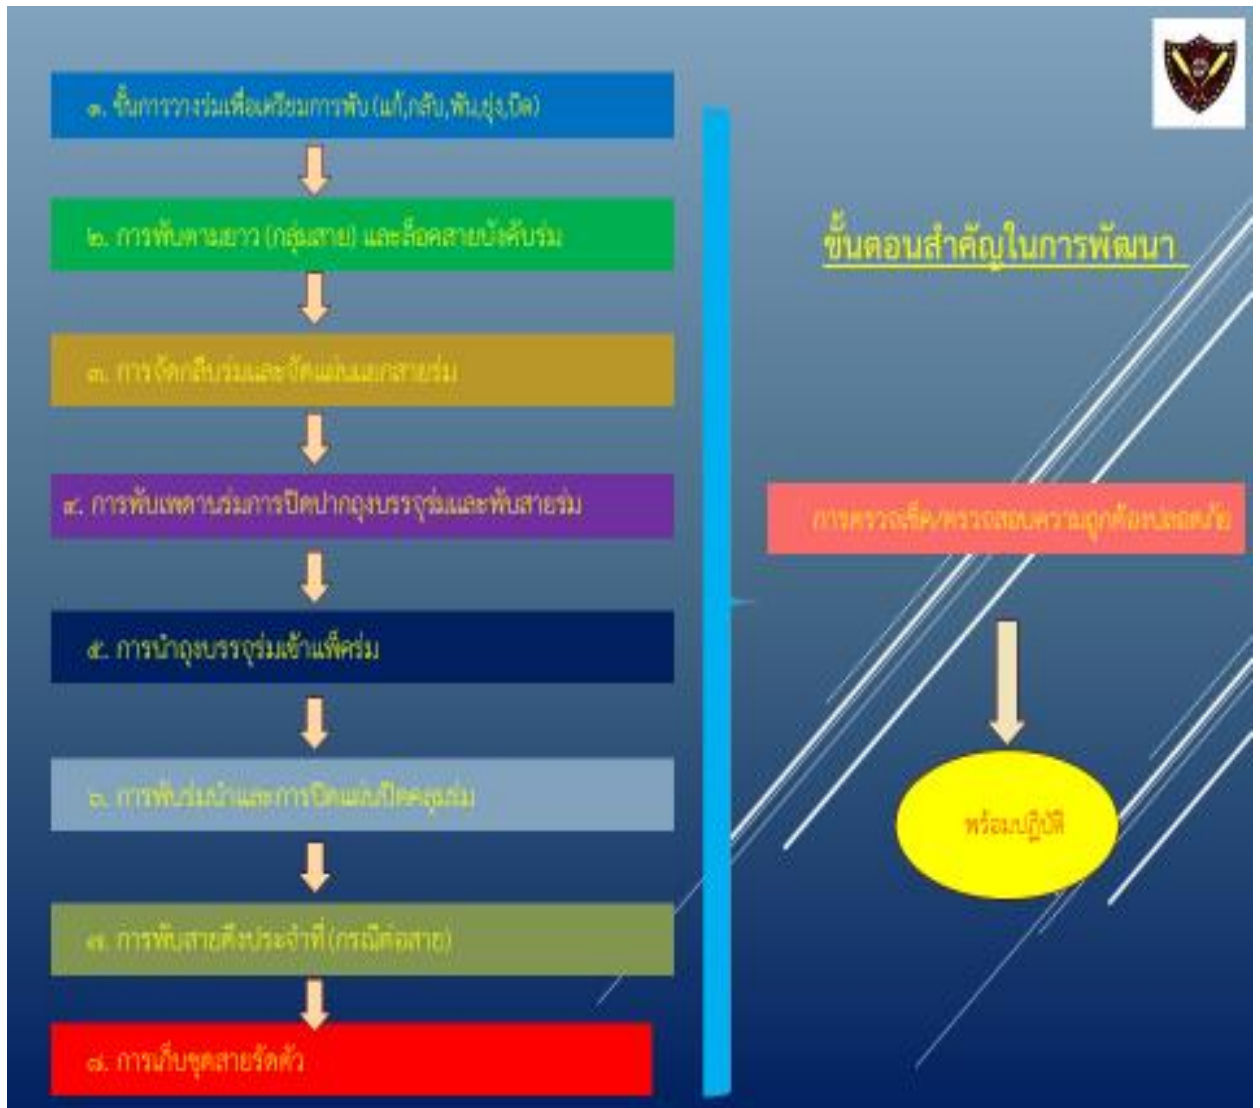 ๑. ขั้นการวางร่มเพื่อเตรียมการพับ (แก้,กลับ,พัน,ยุ่ง,บิด)
๒. การพับตามยาว (กลุ่มสาย) และล็อคสายบังคับร่ม
๓. การจัดกลีบร่มและจัดแผ่นแยกสายร่ม
๔. การพับเพดานร่มการปิดปากถุงบรรจุร่มและพับสายร่ม
๕. การนำถุงบรรจุร่มเข้าแพ็คร่ม
๖. การพับร่มนำและการปิดแผ่นปิดคลุมร่ม
๗. การพับสายดึงประจำที่ (กรณีต่อสาย)
๘. การเก็บชุดสายรัดตัว
ขั้นตอนสำคัญในการพัฒนา
การตรวจเช็ค/ตรวจสอบความถูกต้องปลอดภัย
พร้อมปฏิบัติ